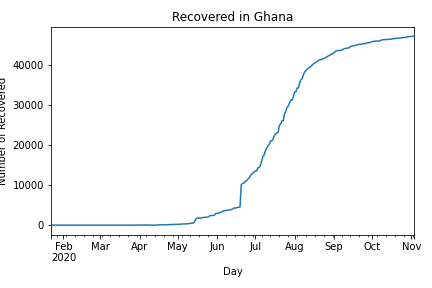 Recovered in Ghana
Number of Recovered
40000
30000
20000
10000
0
Feb Mar Apr May Jun Jul Aug Sep Oct Nov
2020
Day